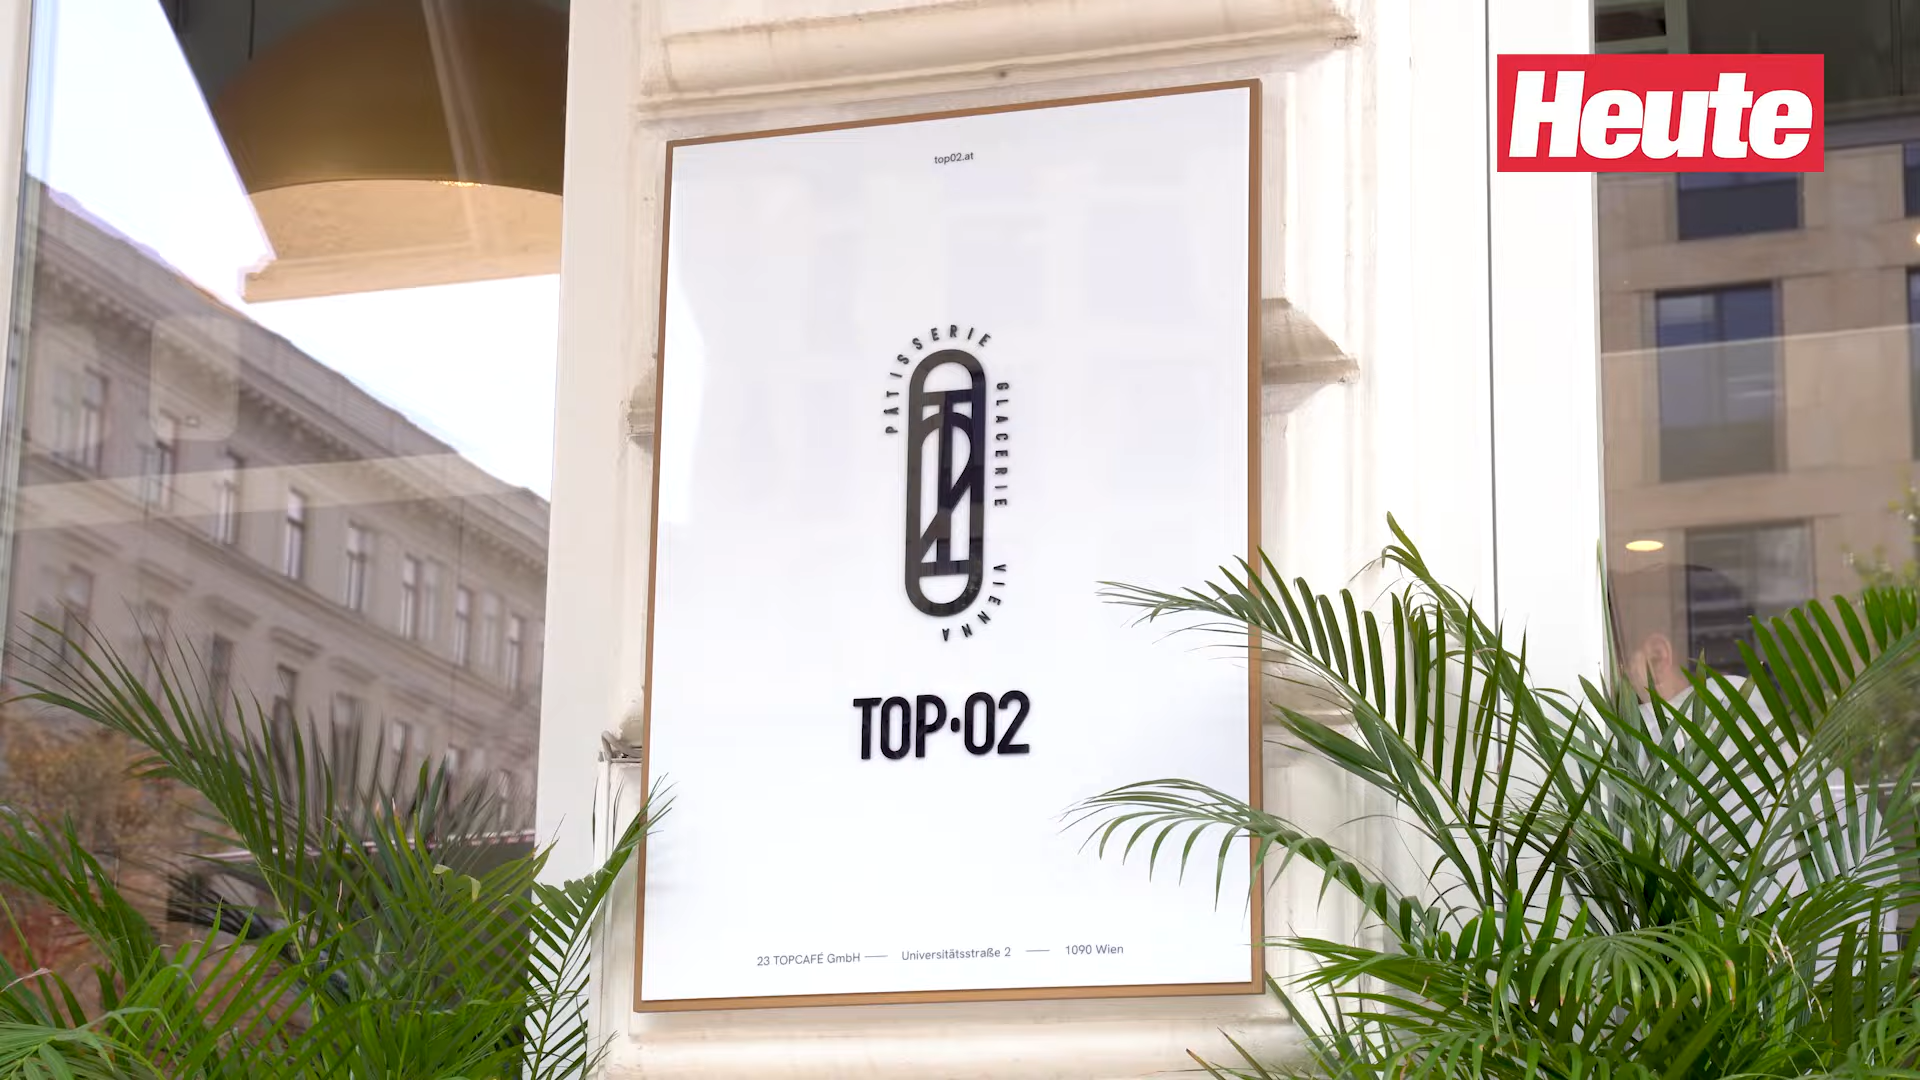 Heute
top02.at
PÂTISSERIE GLACERIE VIENNA
TOP·02
23 TOPCAFÉ GmbH — Universitätsstraße 2 — 1090 Wien